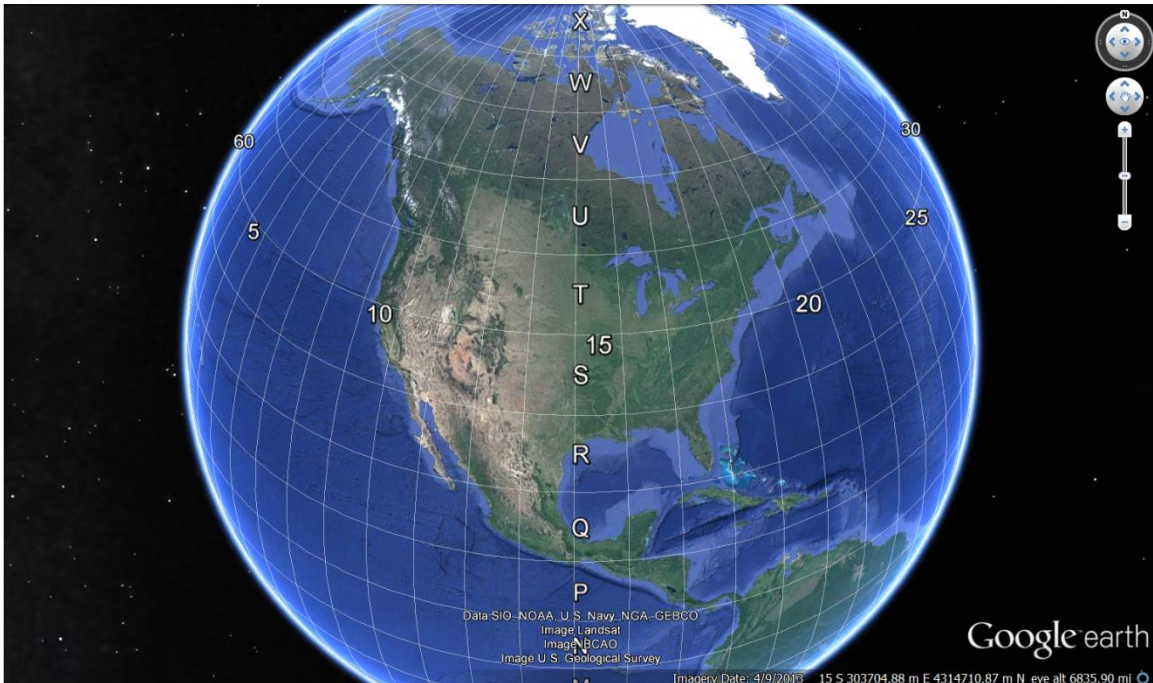 N
X
W
V
60
30
U
25
5
T
20
10
15
S
R
Q
P
Data SIO, NOAA, U.S. Navy, NGA, GEBCO
Image Landsat
Image IBCAO
N
Image U.S. Geological Survey
M
Google earth
Imagery Date: 4/9/2013 15 S 303704.88 m E 4314710.87 m N eye alt 6835.90 mi